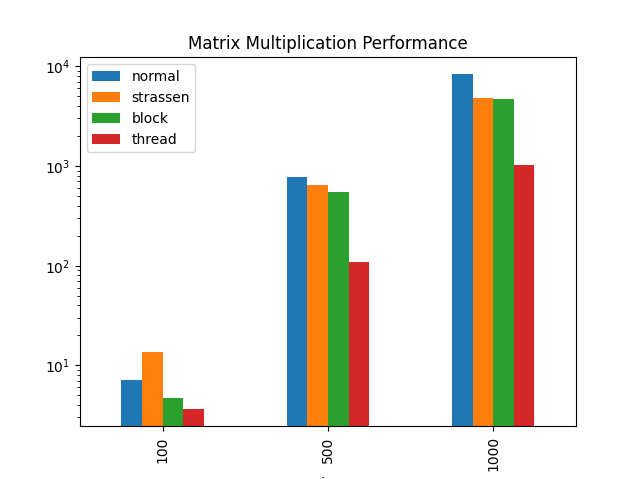 Matrix Multiplication Performance
normal
strassen
block
thread
10⁴
10³
10²
10¹
100
500
1000